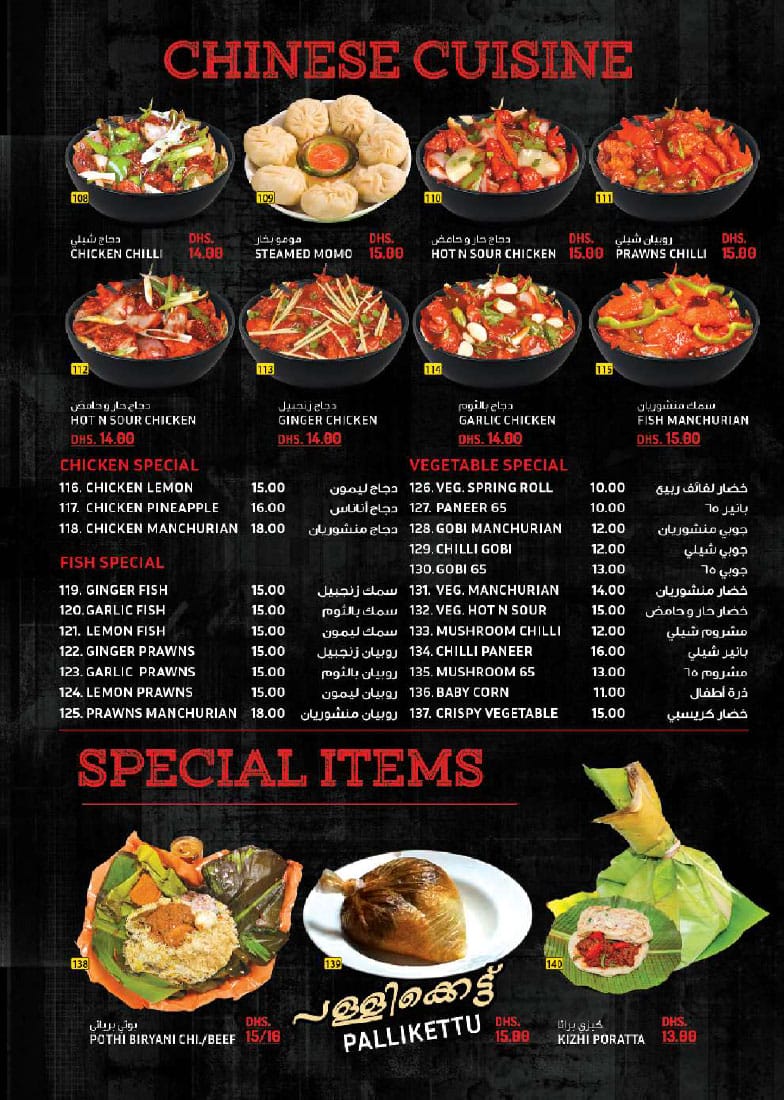 CHINESE CUISINE
108
109
110
111
دجاج شيلي
CHICKEN CHILLI
DHS. 14.00
مومو بخار
STEAMED MOMO
DHS. 15.00
دجاج حار و حامض
HOT N SOUR CHICKEN
DHS. 15.00
روبيان شيلي
PRAWNS CHILLI
DHS. 15.00
112
113
114
115
دجاج حار و حامض
HOT N SOUR CHICKEN
DHS. 14.00
دجاج زنجبيل
GINGER CHICKEN
DHS. 14.00
دجاج بالثوم
GARLIC CHICKEN
DHS. 14.00
سمك منشوريان
FISH MANCHURIAN
DHS. 15.00
CHICKEN SPECIAL
116. CHICKEN LEMON 15.00 دجاج ليمون
117. CHICKEN PINEAPPLE 16.00 دجاج أناناس
118. CHICKEN MANCHURIAN 18.00 دجاج منشوريان
FISH SPECIAL
119. GINGER FISH 15.00 سمك زنجبيل
120. GARLIC FISH 15.00 سمك بالثوم
121. LEMON FISH 15.00 سمك ليمون
122. GINGER PRAWNS 15.00 روبيان زنجبيل
123. GARLIC PRAWNS 15.00 روبيان بالثوم
124. LEMON PRAWNS 15.00 روبيان ليمون
125. PRAWNS MANCHURIAN 18.00 روبيان منشوريان
VEGETABLE SPECIAL
126. VEG. SPRING ROLL 10.00 خضار لفائف ربيع
127. PANEER 65 10.00 بانير ٦٥
128. GOBI MANCHURIAN 12.00 جوبي منشوريان
129. CHILLI GOBI 12.00 جوبي شيلي
130. GOBI 65 13.00 جوبي ٦٥
131. VEG. MANCHURIAN 14.00 خضار منشوريان
132. VEG. HOT N SOUR 15.00 خضار حار و حامض
133. MUSHROOM CHILLI 12.00 مشروم شيلي
134. CHILLI PANEER 16.00 بانير شيلي
135. MUSHROOM 65 13.00 مشروم ٦٥
136. BABY CORN 11.00 ذرة أطفال
137. CRISPY VEGETABLE 15.00 خضار كريسبي
SPECIAL ITEMS
138
بوتي برياني
POTHI BIRYANI CHI./BEEF
DHS. 15/16
139
പള്ളിക്കെട്ട്
PALLIKETTU
DHS. 15.00
140
كيزي براتا
KIZHI PORATTA
DHS. 13.00